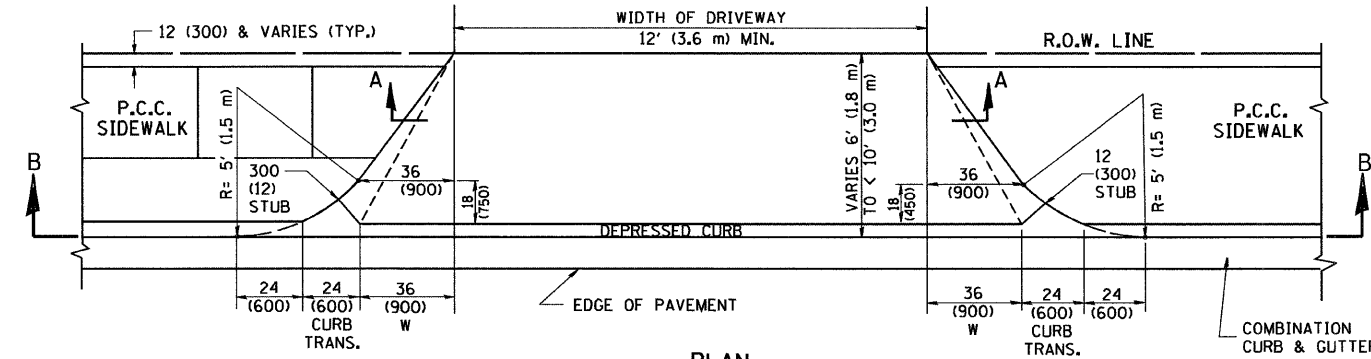 WIDTH OF DRIVEWAY
12' (3.6 m) MIN.
12 (300) & VARIES (TYP.)
R.O.W. LINE
A
A
P.C.C.
SIDEWALK
P.C.C.
SIDEWALK
B
B
R= 5' (1.5 m)
300
(12)
STUB
36
(900)
18
(750)
VARIES 6' (1.8 m)
TO < 10' (3.0 m)
36
(900)
18
(450)
12
(300)
STUB
R= 5' (1.5 m)
DEPRESSED CURB
24
(600)
24
(600)
CURB
TRANS.
36
(900)
W
EDGE OF PAVEMENT
36
(900)
W
24
(600)
CURB
TRANS.
24
(600)
COMBINATION
CURB & GUTTER
PLAN